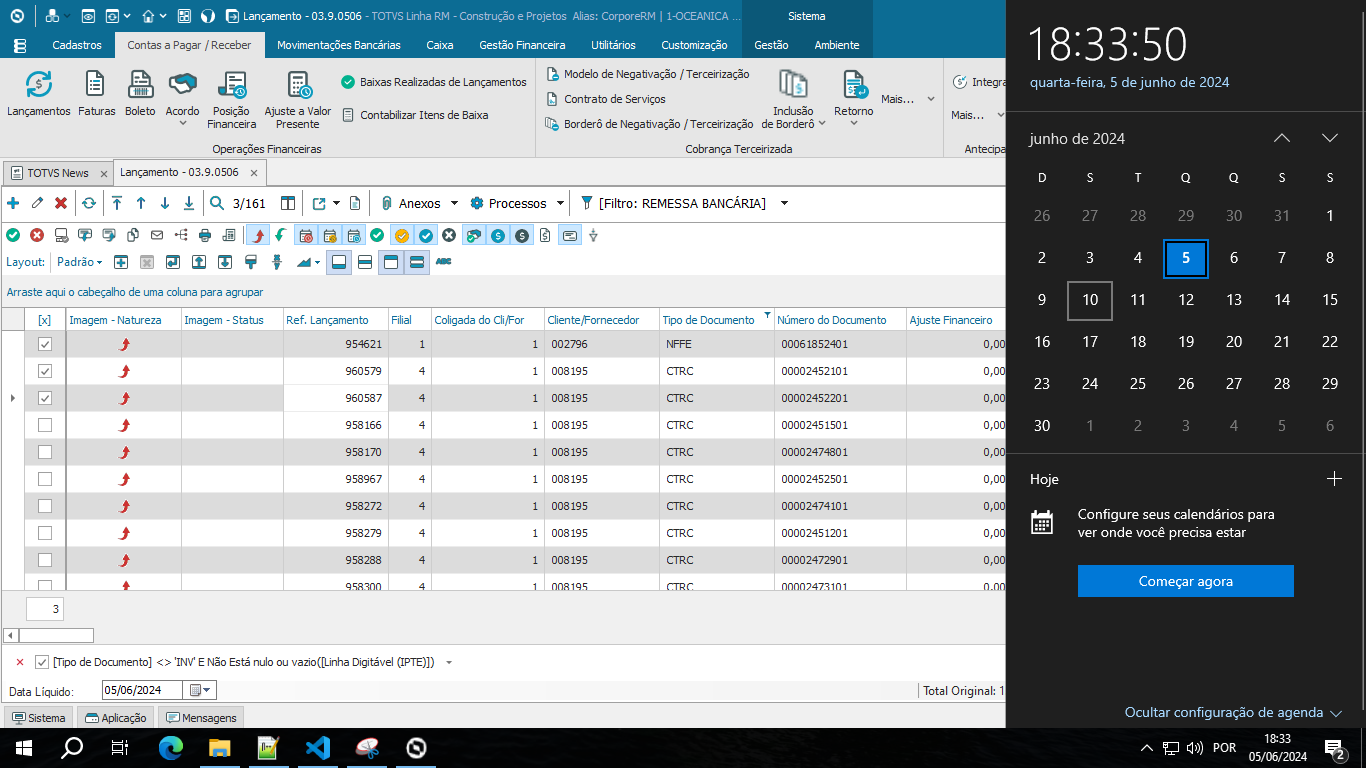 Lançamento - 03.9.0506 - TOTVS Linha RM - Construção e Projetos Alias: CorporeRM | 1-OCEANICA ...
Sistema
Cadastros
Contas a Pagar / Receber
Movimentações Bancárias
Caixa
Gestão Financeira
Utilitários
Customização
Gestão
Ambiente
Lançamentos
Faturas
Boleto
Acordo
Posição
Financeira
Ajuste a Valor
Presente
Baixas Realizadas de Lançamentos
Contabilizar Itens de Baixa
Operações Financeiras
Modelo de Negativação / Terceirização
Contrato de Serviços
Borderô de Negativação / Terceirização
Inclusão
de Borderô
Retorno
Mais...
Cobrança Terceirizada
Integra
Mais...
Antecipa
TOTVS News
Lançamento - 03.9.0506
3/161
Anexos
Processos
[Filtro: REMESSA BANCÁRIA]
Layout:
Padrão
ABC
Arraste aqui o cabeçalho de uma coluna para agrupar
[x] Imagem - Natureza Imagem - Status Ref. Lançamento Filial Coligada do Cli/For Cliente/Fornecedor Tipo de Documento Número do Documento Ajuste Financeiro
954621 1 1 002796 NFFE 00061852401 0,00
960579 4 1 008195 CTRC 00002452101 0,00
960587 4 1 008195 CTRC 00002452201 0,00
958166 4 1 008195 CTRC 00002451501 0,00
958170 4 1 008195 CTRC 00002474801 0,00
958967 4 1 008195 CTRC 00002452501 0,00
958272 4 1 008195 CTRC 00002474101 0,00
958279 4 1 008195 CTRC 00002451201 0,00
958288 4 1 008195 CTRC 00002472901 0,00
958300 4 1 008195 CTRC 00002473101 0,00
3
[Tipo de Documento] <> 'INV' E Não Está nulo ou vazio([Linha Digitável (IPTE)])
Data Líquido:
05/06/2024
Total Original: 1
Sistema
Aplicação
Mensagens
18:33:50
quarta-feira, 5 de junho de 2024
junho de 2024
D S T Q Q S S
26 27 28 29 30 31 1
2 3 4 5 6 7 8
9 10 11 12 13 14 15
16 17 18 19 20 21 22
23 24 25 26 27 28 29
30 1 2 3 4 5 6
Hoje
Configure seus calendários para
ver onde você precisa estar
Começar agora
Ocultar configuração de agenda
POR
18:33
05/06/2024
2